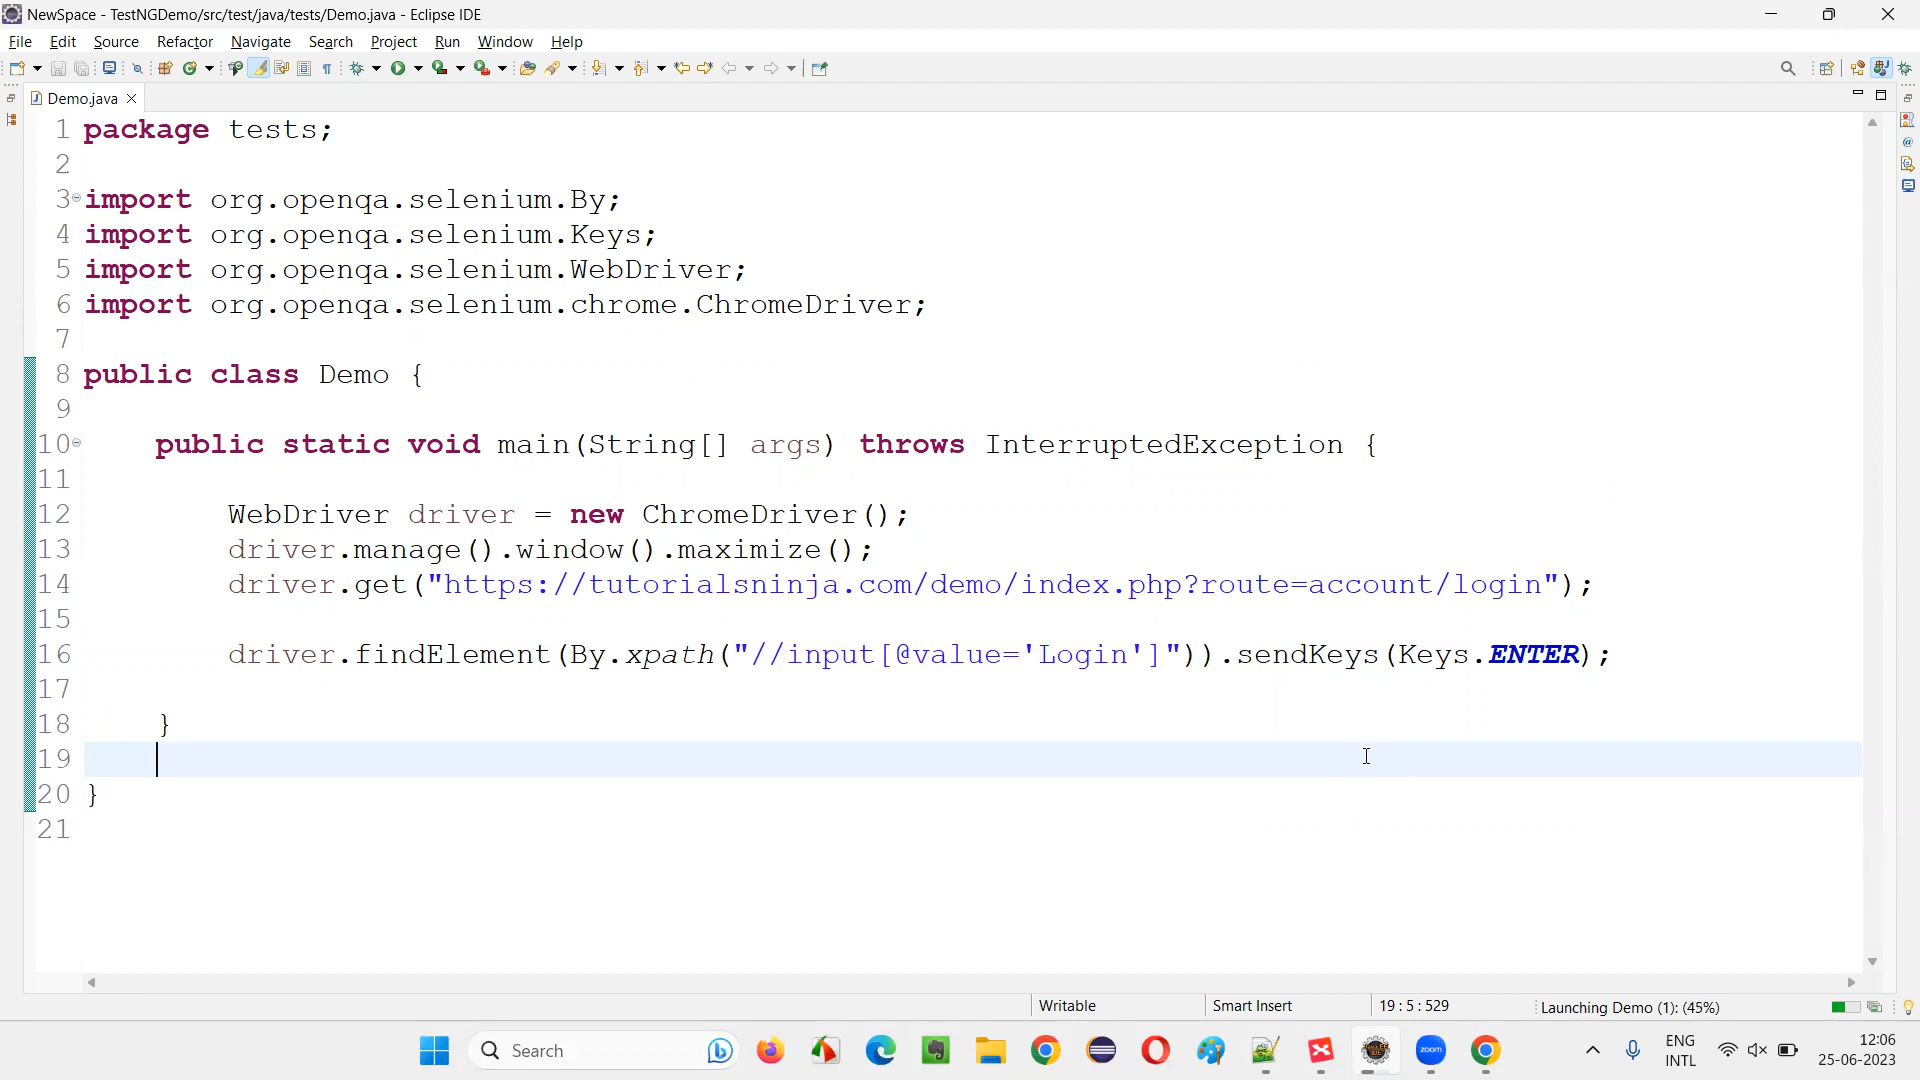 NewSpace - TestNGDemo/src/test/java/tests/Demo.java - Eclipse IDE
File Edit Source Refactor Navigate Search Project Run Window Help
Demo.java
1 package tests;
2
3 import org.openqa.selenium.By;
4 import org.openqa.selenium.Keys;
5 import org.openqa.selenium.WebDriver;
6 import org.openqa.selenium.chrome.ChromeDriver;
7
8 public class Demo {
9
10 public static void main(String[] args) throws InterruptedException {
11
12 WebDriver driver = new ChromeDriver();
13 driver.manage().window().maximize();
14 driver.get("https://tutorialsninja.com/demo/index.php?route=account/login");
15
16 driver.findElement(By.xpath("//input[@value='Login']")).sendKeys(Keys.ENTER);
17
18 }
19
20 }
21
Writable Smart Insert 19 : 5 : 529 Launching Demo (1): (45%)
Search zoom ENG 12:06
INTL 25-06-2023